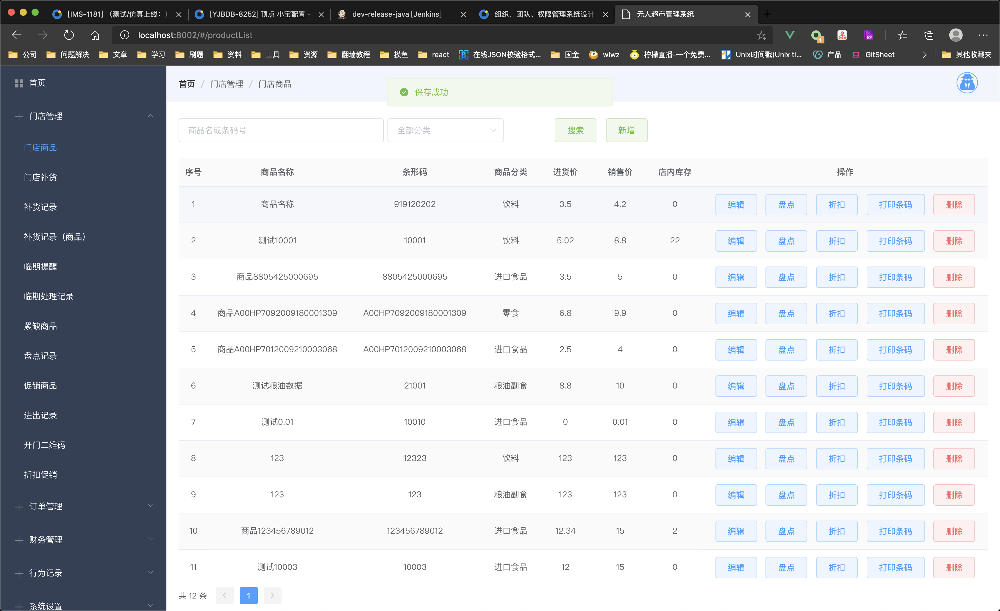 [IMS-1181]（测试/仿真上线：）
[YJBDB-8252] 顶点 小宝配置 -
dev-release-java [Jenkins]
组织、团队、权限管理系统设计
无人超市管理系统
localhost:8002/#/productList
1
RP
公司 问题解决 文章 学习 刷题 资料 工具 资源 翻墙教程 摸鱼 react 在线JSON校验格式... 国金 wlwz 柠檬直播-一个免费... Unix时间戳(Unix ti... 产品 GitSheet 其他收藏夹
首页
门店管理
门店商品
门店补货
补货记录
补货记录（商品）
临期提醒
临期处理记录
紧缺商品
盘点记录
促销商品
进出记录
开门二维码
折扣促销
订单管理
财务管理
行为记录
系统设置
首页 / 门店管理 / 门店商品
保存成功
商品名或条码号 全部分类 搜索 新增
序号 商品名称 条形码 商品分类 进货价 销售价 店内库存 操作
1 商品名称 919120202 饮料 3.5 4.2 0 编辑 盘点 折扣 打印条码 删除
2 测试10001 10001 饮料 5.02 8.8 22 编辑 盘点 折扣 打印条码 删除
3 商品8805425000695 8805425000695 进口食品 3.5 5 0 编辑 盘点 折扣 打印条码 删除
4 商品A00HP7092009180001309 A00HP7092009180001309 零食 6.8 9.9 0 编辑 盘点 折扣 打印条码 删除
5 商品A00HP7012009210003068 A00HP7012009210003068 进口食品 2.5 4 0 编辑 盘点 折扣 打印条码 删除
6 测试粮油数据 21001 粮油副食 8.8 10 0 编辑 盘点 折扣 打印条码 删除
7 测试0.01 10010 进口食品 0 0.01 0 编辑 盘点 折扣 打印条码 删除
8 123 12323 饮料 123 123 0 编辑 盘点 折扣 打印条码 删除
9 123 123 粮油副食 123 123 0 编辑 盘点 折扣 打印条码 删除
10 商品123456789012 123456789012 进口食品 12.34 15 2 编辑 盘点 折扣 打印条码 删除
11 测试10003 10003 进口食品 12 15 0 编辑 盘点 折扣 打印条码 删除
共 12 条 1